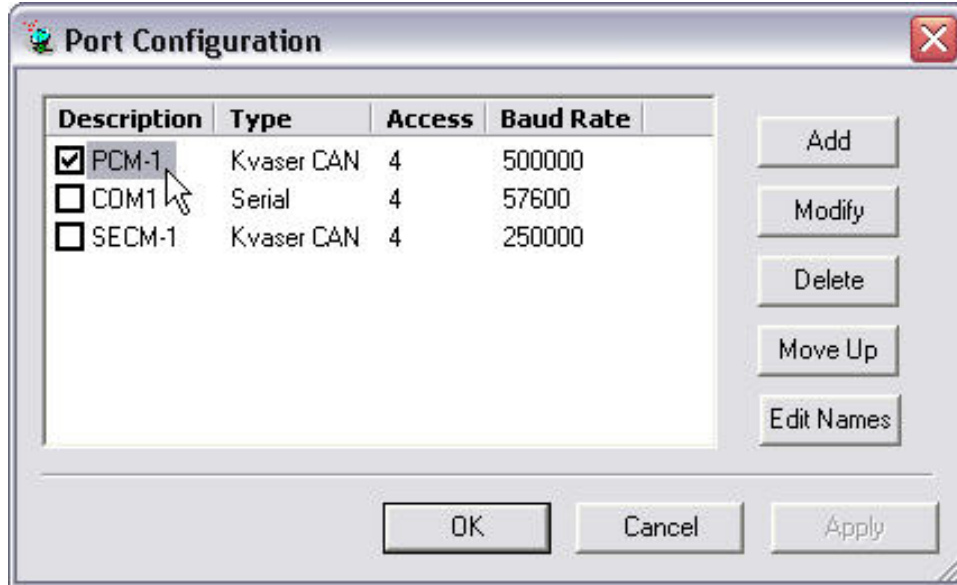 Port Configuration
Description Type Access Baud Rate
PCM-1 Kvaser CAN 4 500000
COM1 Serial 4 57600
SECM-1 Kvaser CAN 4 250000
Add
Modify
Delete
Move Up
Edit Names
OK Cancel Apply